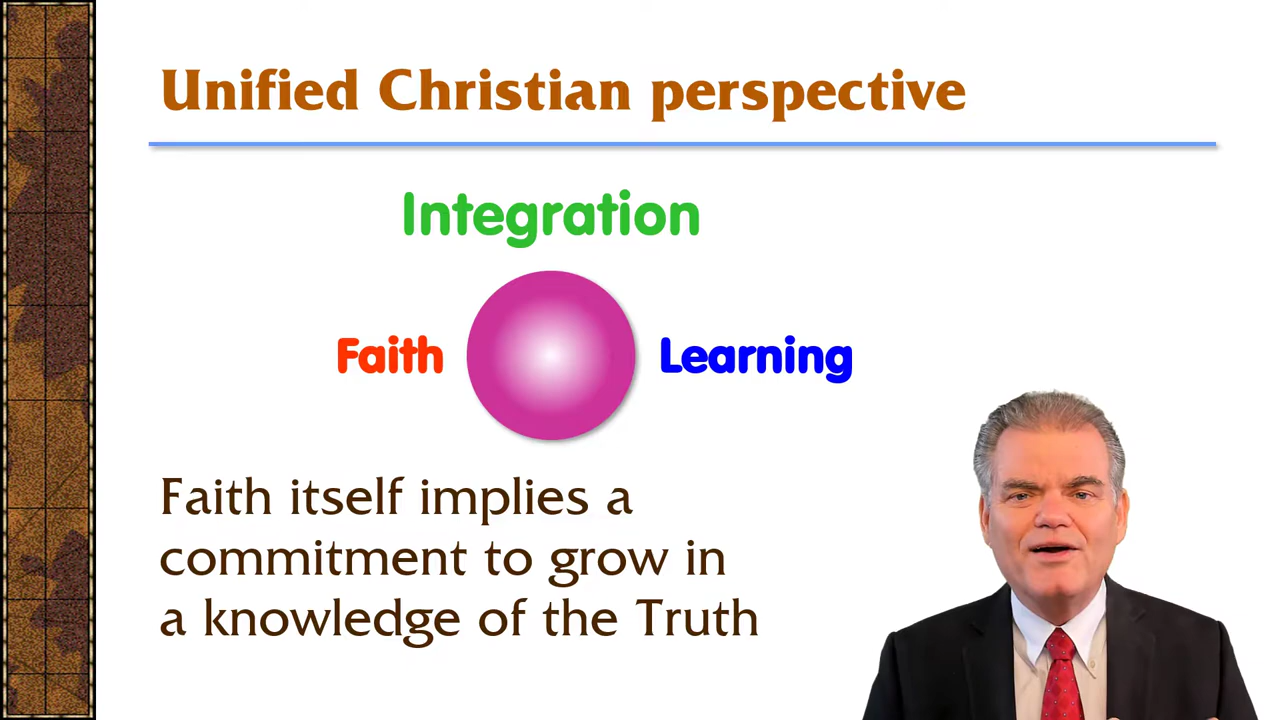 Unified Christian perspective
Integration
Faith
Learning
Faith itself implies a
commitment to grow in
a knowledge of the Truth